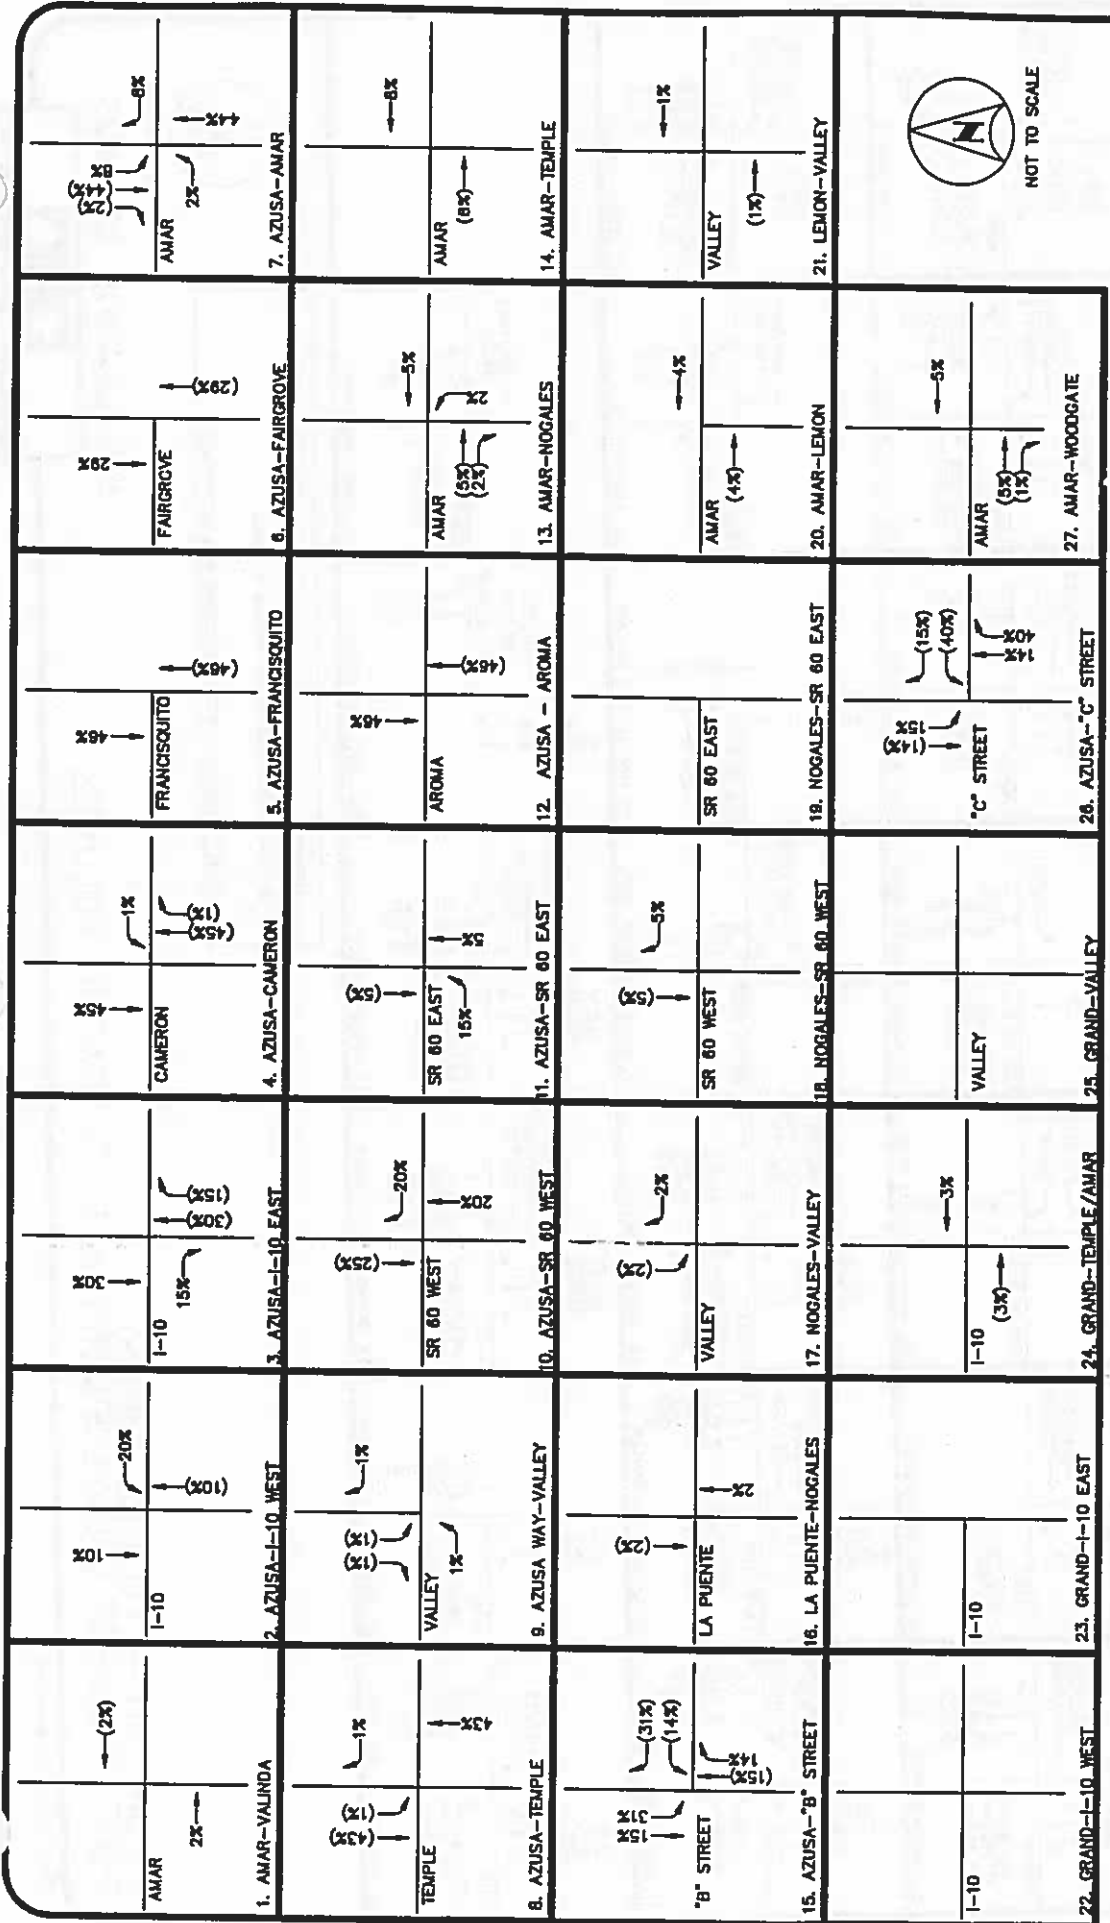 AMAR
(2%)
2%
1. AMAR-VALINDA
I-10
10%
20%
(10%)
2. AZUSA-I-10 WEST
I-10
30%
15%
(30%)
(15%)
3. AZUSA-I-10 EAST
CAMERON
45%
1%
(45%)
(1%)
4. AZUSA-CAMERON
FRANCISQUITO
46%
(46%)
5. AZUSA-FRANCISQUITO
FAIRGROVE
29%
(29%)
6. AZUSA-FAIRGROVE
AMAR
(2%)
(44%)
8%
8%
2%
44%
7. AZUSA-AMAR
TEMPLE
(43%)
(1%)
1%
43%
8. AZUSA-TEMPLE
VALLEY
(1%)
(1%)
1%
1%
9. AZUSA WAY-VALLEY
SR 60 WEST
(25%)
20%
20%
10. AZUSA-SR 60 WEST
SR 60 EAST
(5%)
15%
5%
11. AZUSA-SR 60 EAST
AROMA
46%
(46%)
12. AZUSA - AROMA
AMAR
5%
(5%)
(2%)
2%
13. AMAR-NOGALES
AMAR
8%
(8%)
14. AMAR-TEMPLE
"B" STREET
15%
31%
(31%)
(14%)
(15%)
14%
15. AZUSA-"B" STREET
LA PUENTE
(2%)
2%
16. LA PUENTE-NOGALES
VALLEY
(2%)
2%
17. NOGALES-VALLEY
SR 60 WEST
(5%)
5%
18. NOGALES-SR 60 WEST
SR 60 EAST
19. NOGALES-SR 60 EAST
AMAR
4%
(4%)
20. AMAR-LEMON
VALLEY
1%
(1%)
21. LEMON-VALLEY
I-10
22. GRAND-I-10 WEST
I-10
23. GRAND-I-10 EAST
I-10
3%
(3%)
24. GRAND-TEMPLE/AMAR
VALLEY
25. GRAND-VALLEY
"C" STREET
(14%)
15%
(15%)
(40%)
14%
40%
26. AZUSA-"C" STREET
AMAR
5%
(5%)
(1%)
27. AMAR-WOODGATE
N
NOT TO SCALE